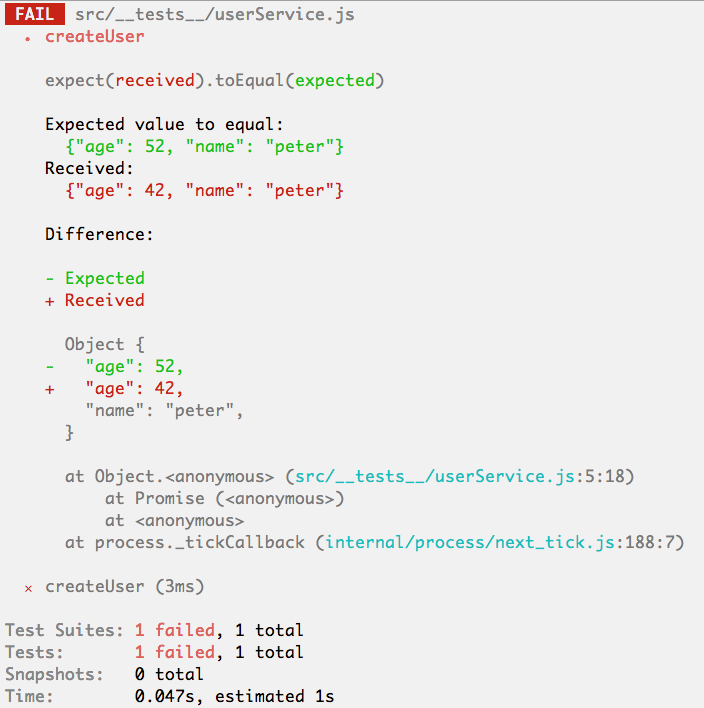 FAIL src/__tests__/userService.js
• createUser
expect(received).toEqual(expected)
Expected value to equal:
{"age": 52, "name": "peter"}
Received:
{"age": 42, "name": "peter"}
Difference:
- Expected
+ Received
Object {
- "age": 52,
+ "age": 42,
"name": "peter",
}
at Object.<anonymous> (src/__tests__/userService.js:5:18)
at Promise (<anonymous>)
at <anonymous>
at process._tickCallback (internal/process/next_tick.js:188:7)
✕ createUser (3ms)
Test Suites: 1 failed, 1 total
Tests: 1 failed, 1 total
Snapshots: 0 total
Time: 0.047s, estimated 1s